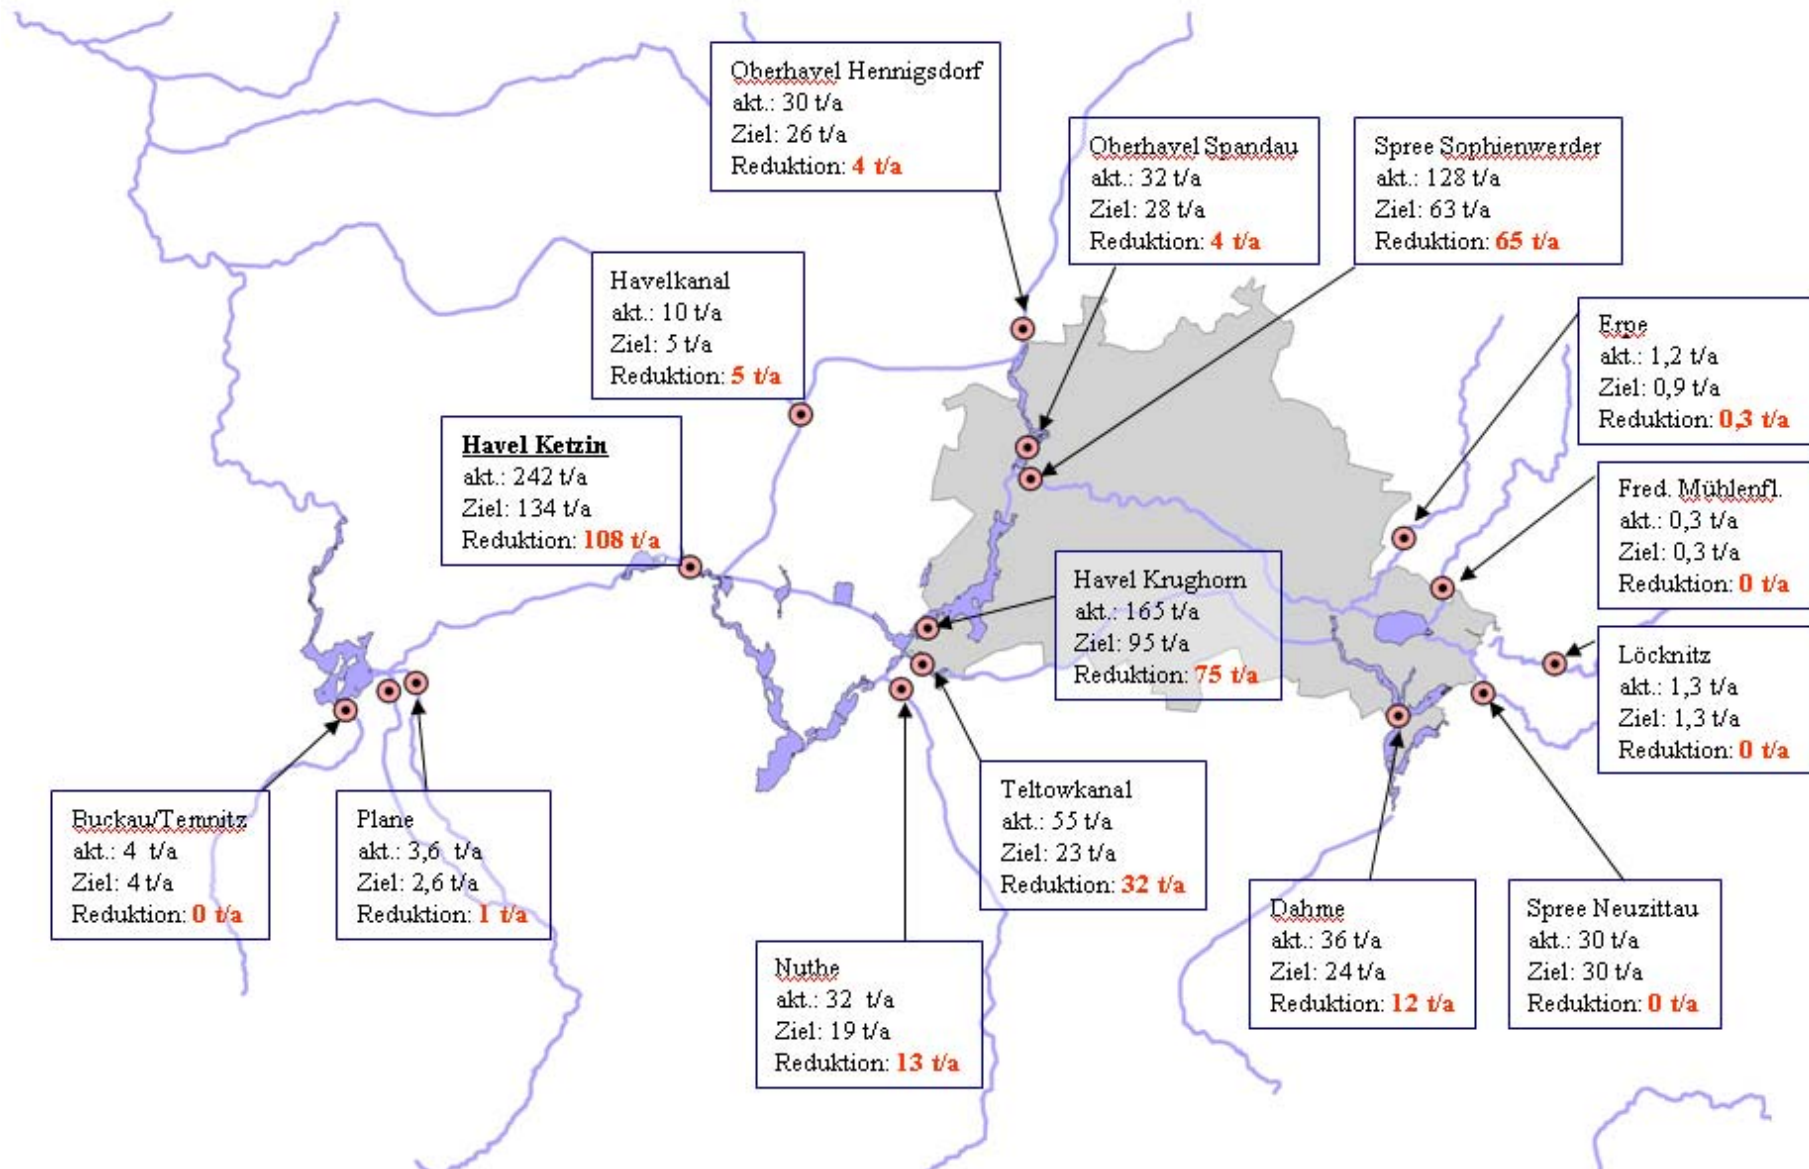 Oberhavel Hennigsdorf
akt.: 30 t/a
Ziel: 26 t/a
Reduktion: 4 t/a
Oberhavel Spandau
akt.: 32 t/a
Ziel: 28 t/a
Reduktion: 4 t/a
Spree Sophienwerder
akt.: 128 t/a
Ziel: 63 t/a
Reduktion: 65 t/a
Havelkanal
akt.: 10 t/a
Ziel: 5 t/a
Reduktion: 5 t/a
Erpe
akt.: 1,2 t/a
Ziel: 0,9 t/a
Reduktion: 0,3 t/a
Havel Ketzin
akt.: 242 t/a
Ziel: 134 t/a
Reduktion: 108 t/a
Fred. Mühlenfl.
akt.: 0,3 t/a
Ziel: 0,3 t/a
Reduktion: 0 t/a
Havel Krughorn
akt.: 165 t/a
Ziel: 95 t/a
Reduktion: 75 t/a
Löcknitz
akt.: 1,3 t/a
Ziel: 1,3 t/a
Reduktion: 0 t/a
Buckau/Temnitz
akt.: 4 t/a
Ziel: 4 t/a
Reduktion: 0 t/a
Plane
akt.: 3,6 t/a
Ziel: 2,6 t/a
Reduktion: 1 t/a
Teltowkanal
akt.: 55 t/a
Ziel: 23 t/a
Reduktion: 32 t/a
Dahme
akt.: 36 t/a
Ziel: 24 t/a
Reduktion: 12 t/a
Spree Neuzittau
akt.: 30 t/a
Ziel: 30 t/a
Reduktion: 0 t/a
Nuthe
akt.: 32 t/a
Ziel: 19 t/a
Reduktion: 13 t/a